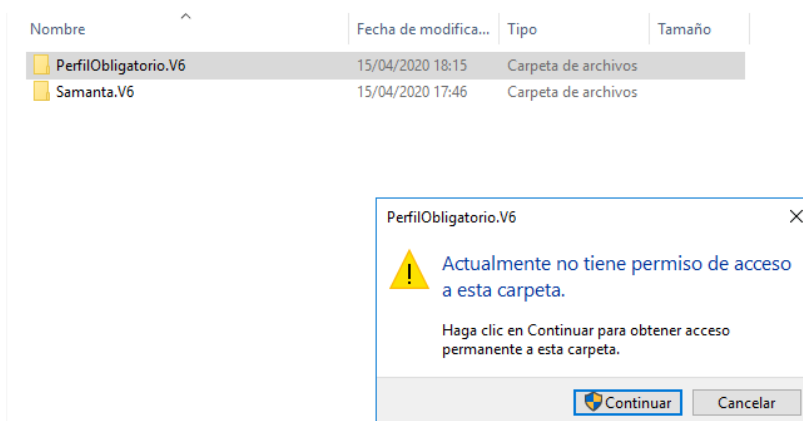 Nombre Fecha de modifica... Tipo Tamaño
PerfilObligatorio.V6 15/04/2020 18:15 Carpeta de archivos
Samanta.V6 15/04/2020 17:46 Carpeta de archivos
PerfilObligatorio.V6
Actualmente no tiene permiso de acceso
a esta carpeta.
Haga clic en Continuar para obtener acceso
permanente a esta carpeta.
Continuar Cancelar